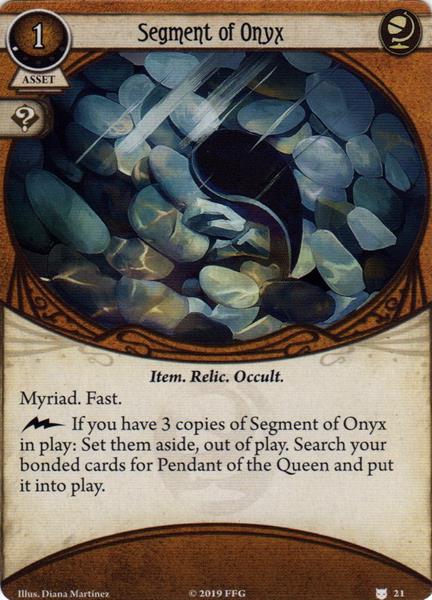 1
Segment of Onyx
ASSET
?
Item. Relic. Occult.
Myriad. Fast.
If you have 3 copies of Segment of Onyx
in play: Set them aside, out of play. Search your
bonded cards for Pendant of the Queen and put
it into play.
Illus. Diana Martínez
© 2019 FFG
21